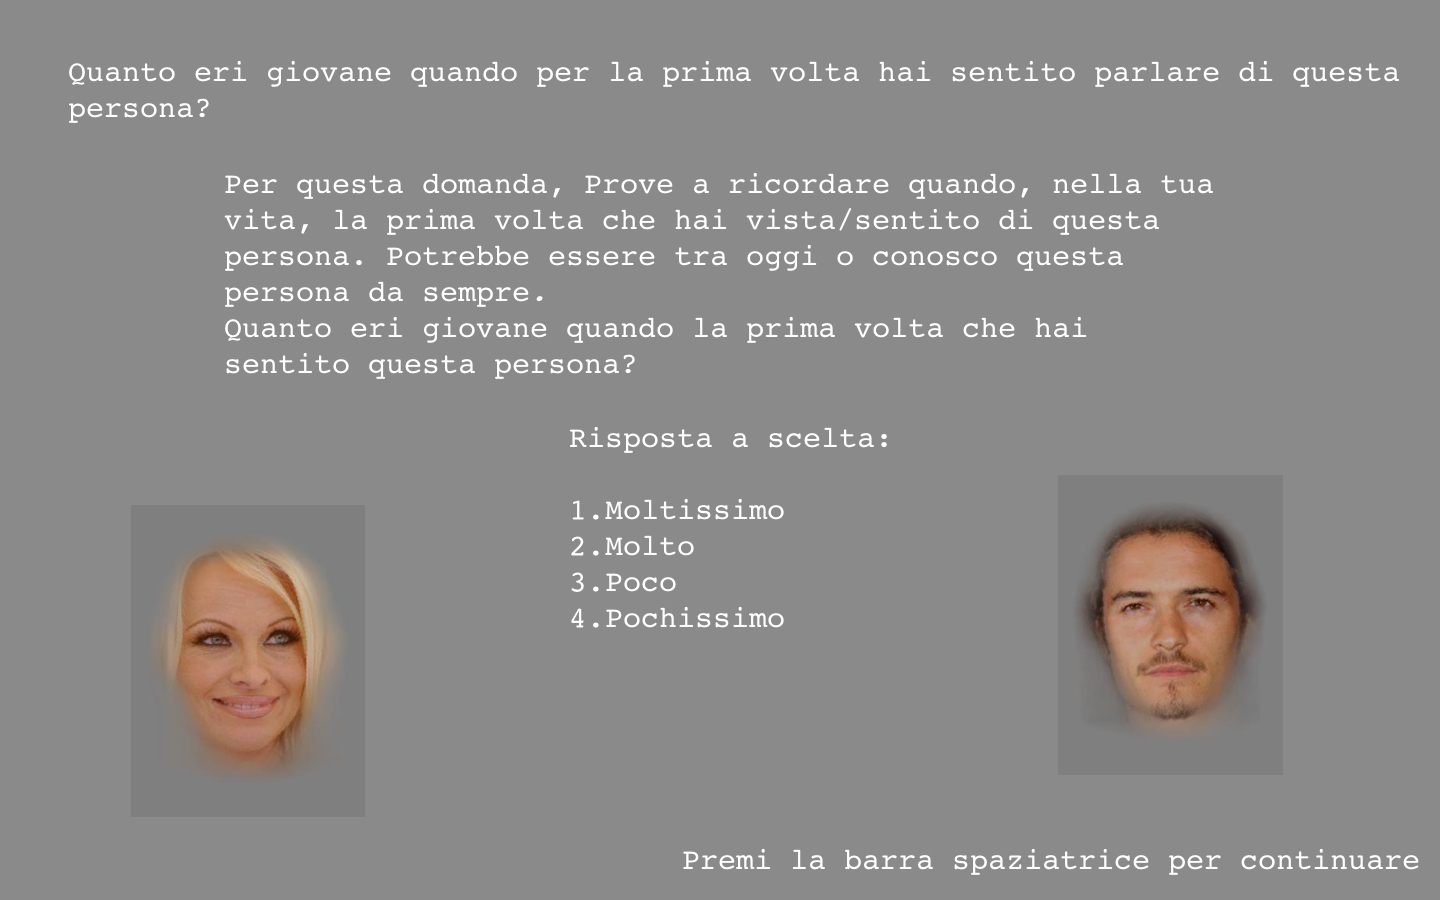 Quanto eri giovane quando per la prima volta hai sentito parlare di questa
persona?
Per questa domanda, Prove a ricordare quando, nella tua
vita, la prima volta che hai vista/sentito di questa
persona. Potrebbe essere tra oggi o conosco questa
persona da sempre.
Quanto eri giovane quando la prima volta che hai
sentito questa persona?
Risposta a scelta:
1.Moltissimo
2.Molto
3.Poco
4.Pochissimo
Premi la barra spaziatrice per continuare